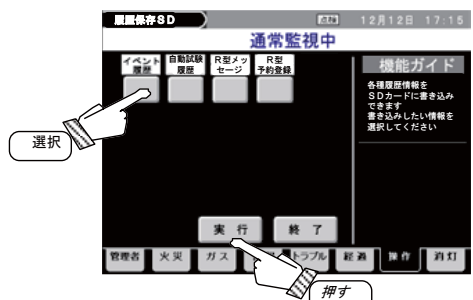 履歴保存SD
点検
12月12日 17:15
通常監視中
イベント
履歴
自動試験
履歴
R型メッ
セージ
R型
予約登録
機能ガイド
各種履歴情報を
SDカードに書き込み
できます
書き込みしたい情報を
選択してください
選択
実行
終了
管理者
火災
ガス
トラブル
経過
操作
消灯
押す